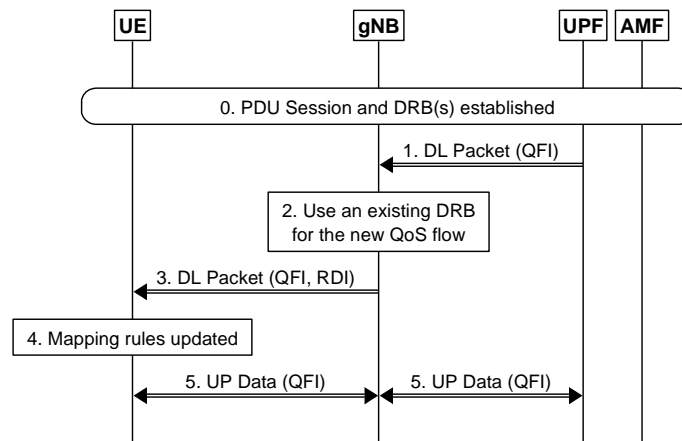 UE
gNB
UPF
AMF
0. PDU Session and DRB(s) established
1. DL Packet (QFI)
2. Use an existing DRB
for the new QoS flow
3. DL Packet (QFI, RDI)
4. Mapping rules updated
5. UP Data (QFI)
5. UP Data (QFI)